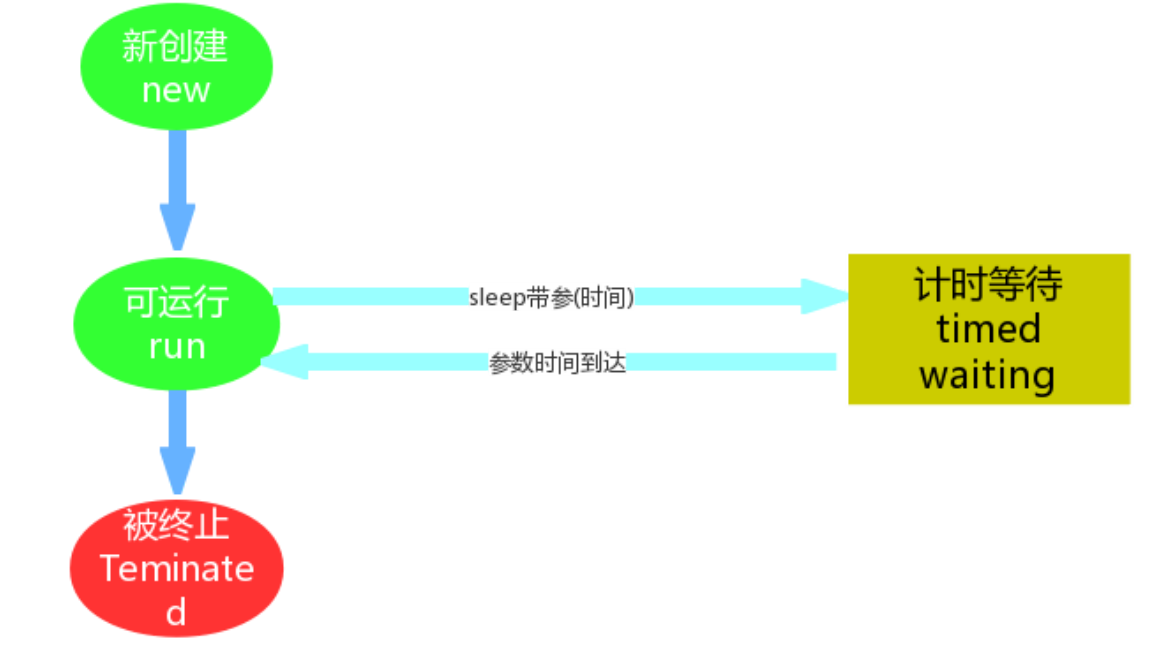 新创建
new
可运行
run
sleep带参(时间)
参数时间到达
计时等待
timed
waiting
被终止
Teminate
d